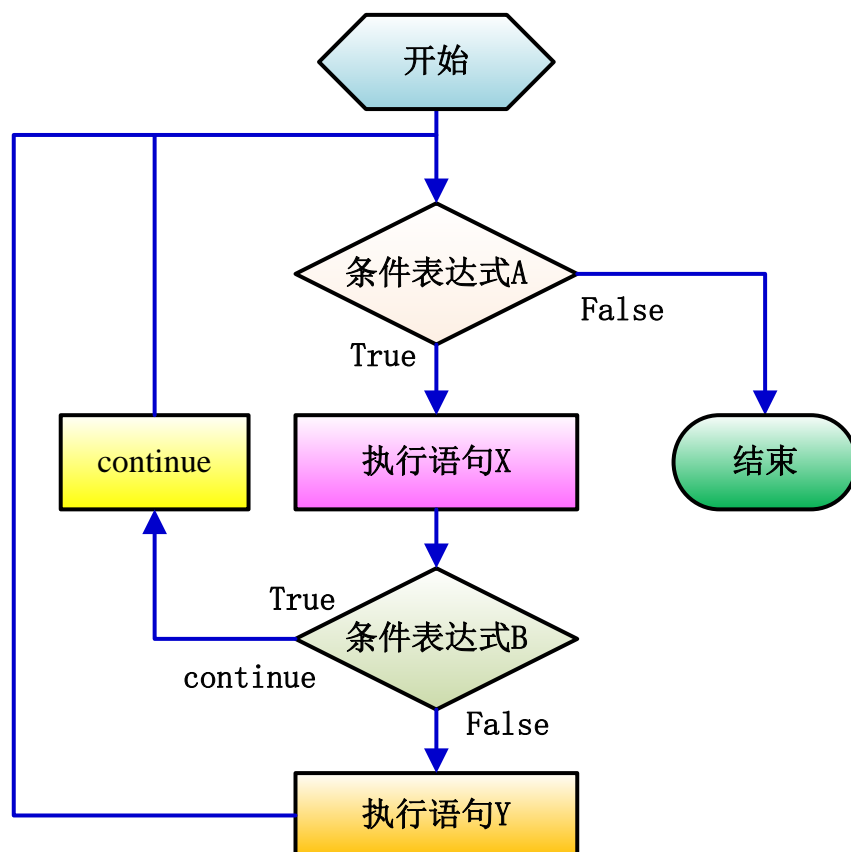 开始
条件表达式A
False
True
continue
执行语句X
结束
True
条件表达式B
continue
False
执行语句Y